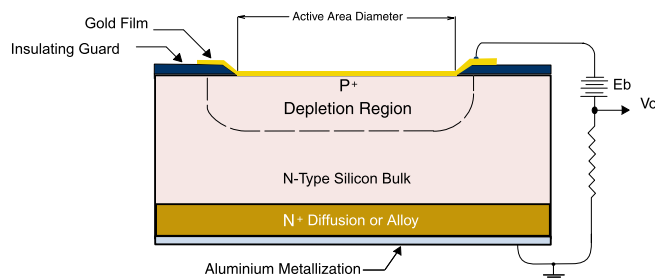 Active Area Diameter
Gold Film
Insulating Guard
P+
Eb
Depletion Region
Vo
N-Type Silicon Bulk
N+ Diffusion or Alloy
Aluminium Metallization